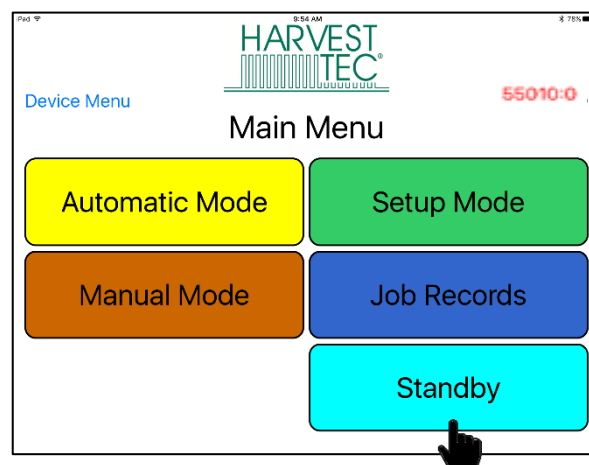 iPad 9:54 AM 78%
HARVEST
TEC®
Device Menu 55010:0
Main Menu
Automatic Mode Setup Mode
Manual Mode Job Records
Standby